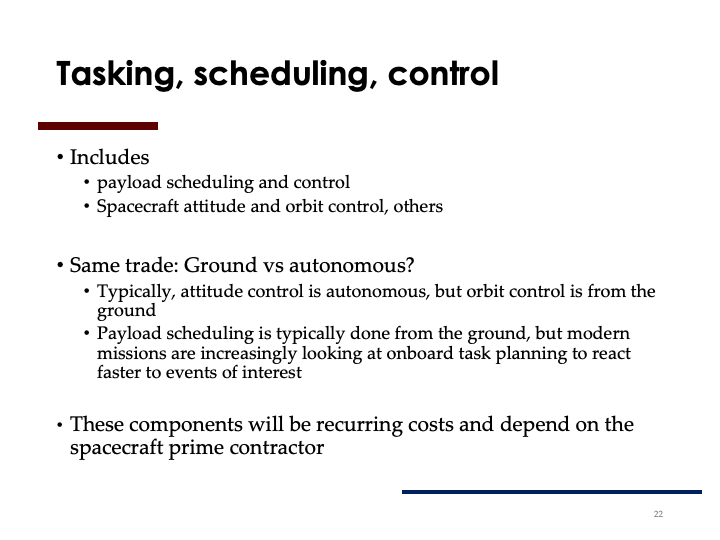 Tasking, scheduling, control
• Includes
• payload scheduling and control
• Spacecraft attitude and orbit control, others
• Same trade: Ground vs autonomous?
• Typically, attitude control is autonomous, but orbit control is from the
ground
• Payload scheduling is typically done from the ground, but modern
missions are increasingly looking at onboard task planning to react
faster to events of interest
• These components will be recurring costs and depend on the
spacecraft prime contractor
22